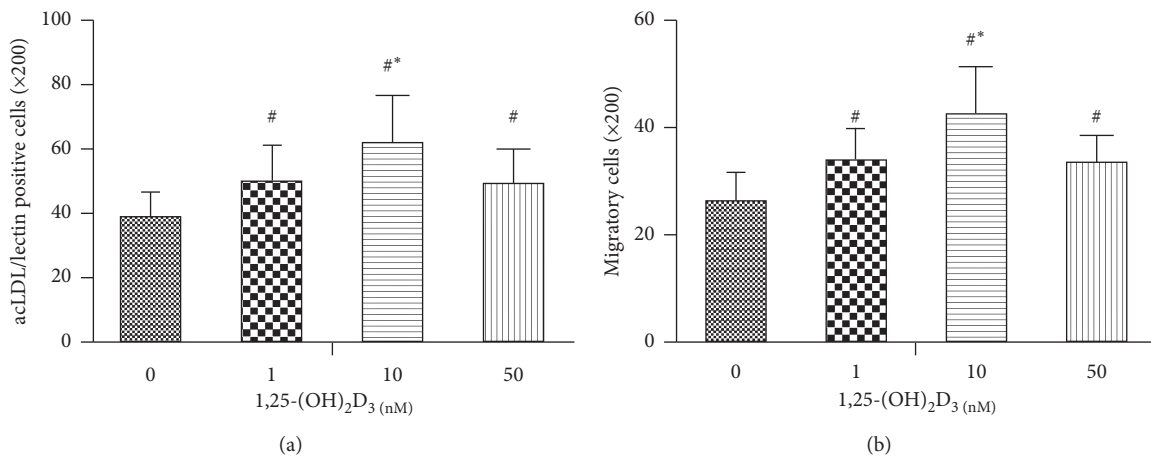 acLDL/lectin positive cells (×200)
100
80
60
40
20
0
#
#*
#
0 1 10 50
1,25-(OH)₂D₃ (nM)
(a)
Migratory cells (×200)
60
40
20
0
#
#*
#
0 1 10 50
1,25-(OH)₂D₃ (nM)
(b)